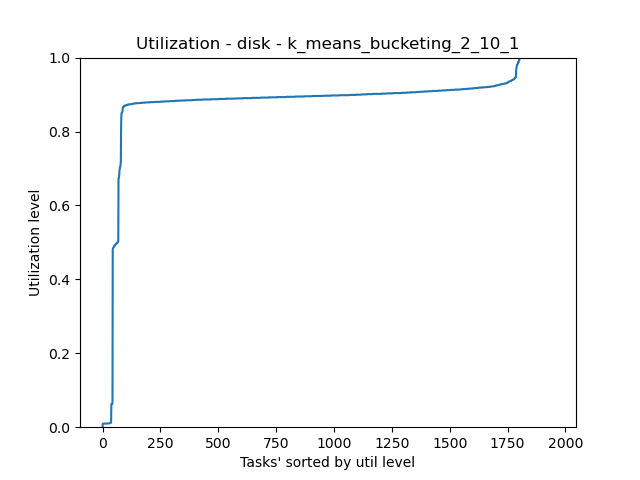 Utilization - disk - k_means_bucketing_2_10_1
1.0
0.8
0.6
0.4
0.2
0.0
Utilization level
0 250 500 750 1000 1250 1500 1750 2000
Tasks' sorted by util level